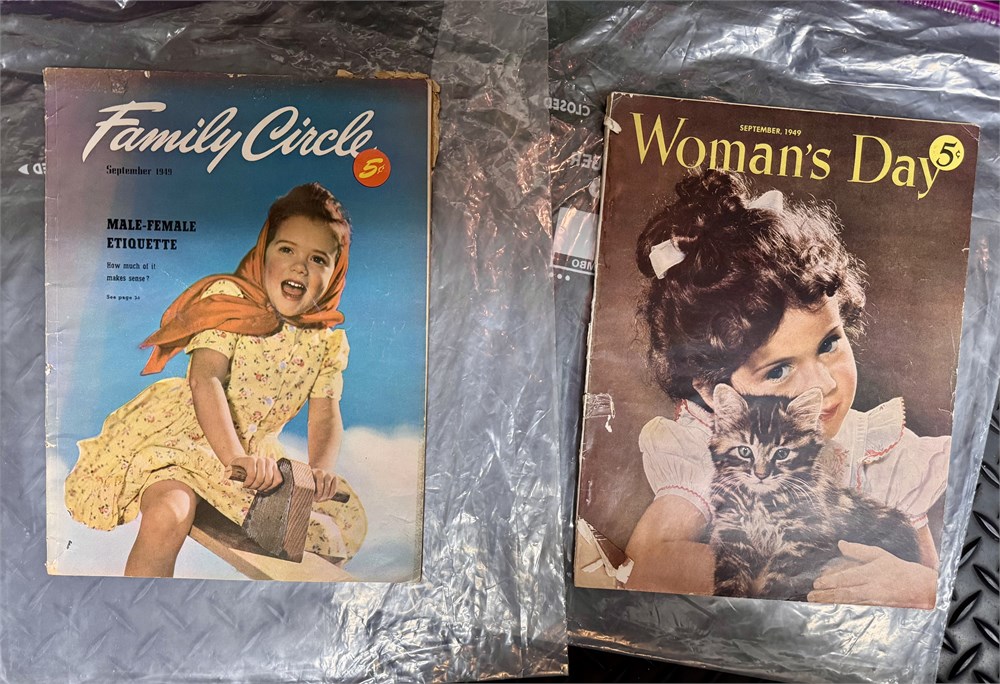 Family Circle
5¢
September 1949
MALE-FEMALE
ETIQUETTE
How much of it
makes sense?
See page 30
CLOSED
SEPTEMBER, 1949
Woman's Day
5¢